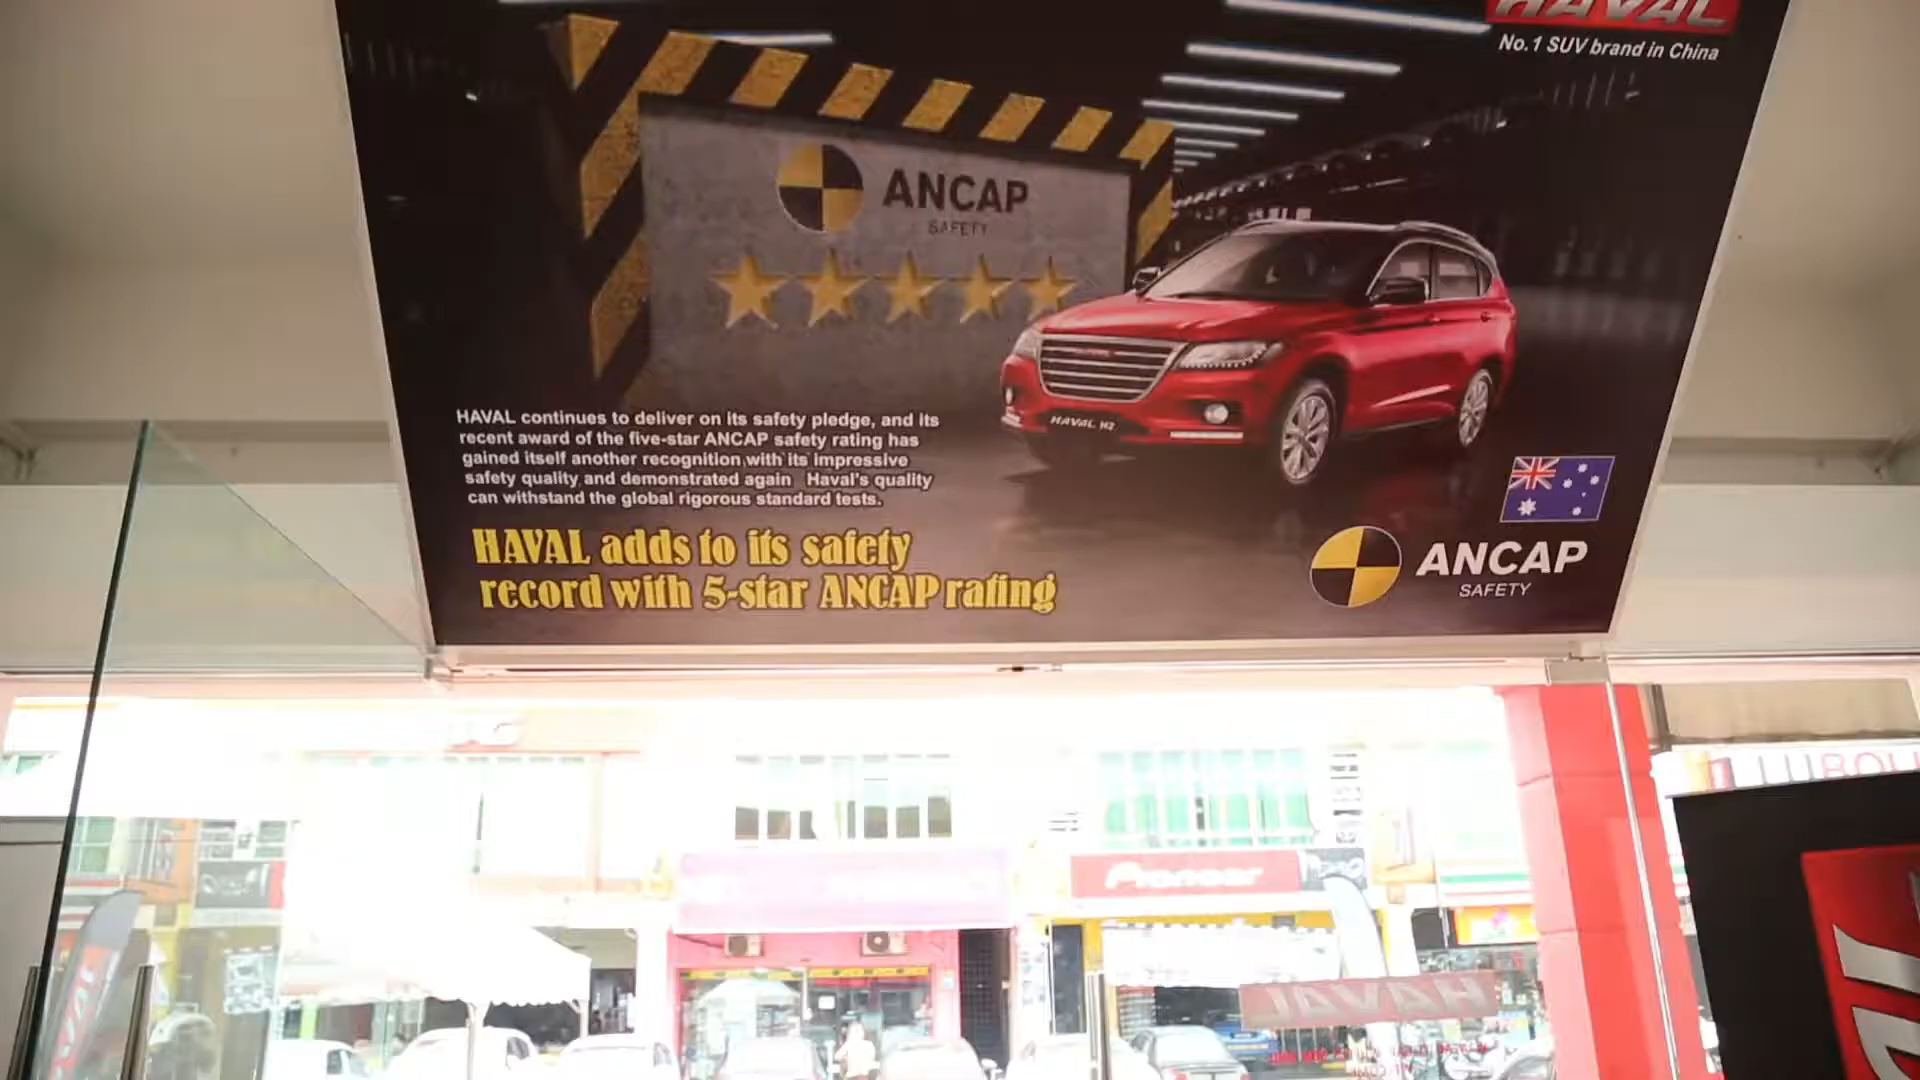 HAVAL
No.1 SUV brand in China
ANCAP
SAFETY
HAVAL continues to deliver on its safety pledge, and its
recent award of the five-star ANCAP safety rating has
gained itself another recognition with its impressive
safety quality and demonstrated again Haval's quality
can withstand the global rigorous standard tests.
HAVAL H2
HAVAL adds to its safety
record with 5-star ANCAP rating
ANCAP
SAFETY
Pioneer
HAVAL
HAVAL